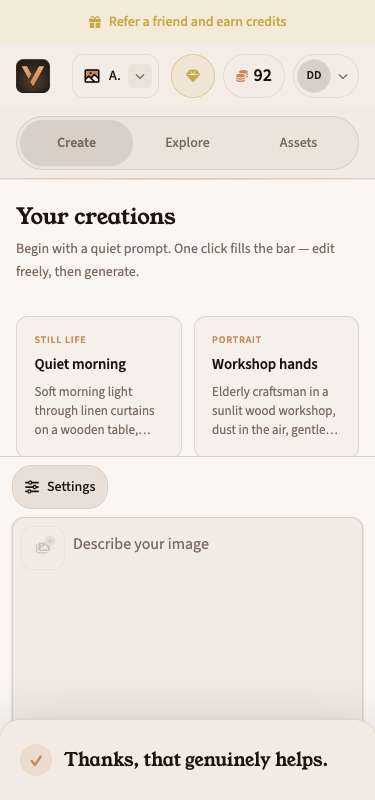 Refer a friend and earn credits
A.
92
DD
Create
Explore
Assets
Your creations
Begin with a quiet prompt. One click fills the bar — edit
freely, then generate.
STILL LIFE
Quiet morning
Soft morning light
through linen curtains
on a wooden table,…
PORTRAIT
Workshop hands
Elderly craftsman in a
sunlit wood workshop,
dust in the air, gentle…
Settings
Describe your image
Thanks, that genuinely helps.